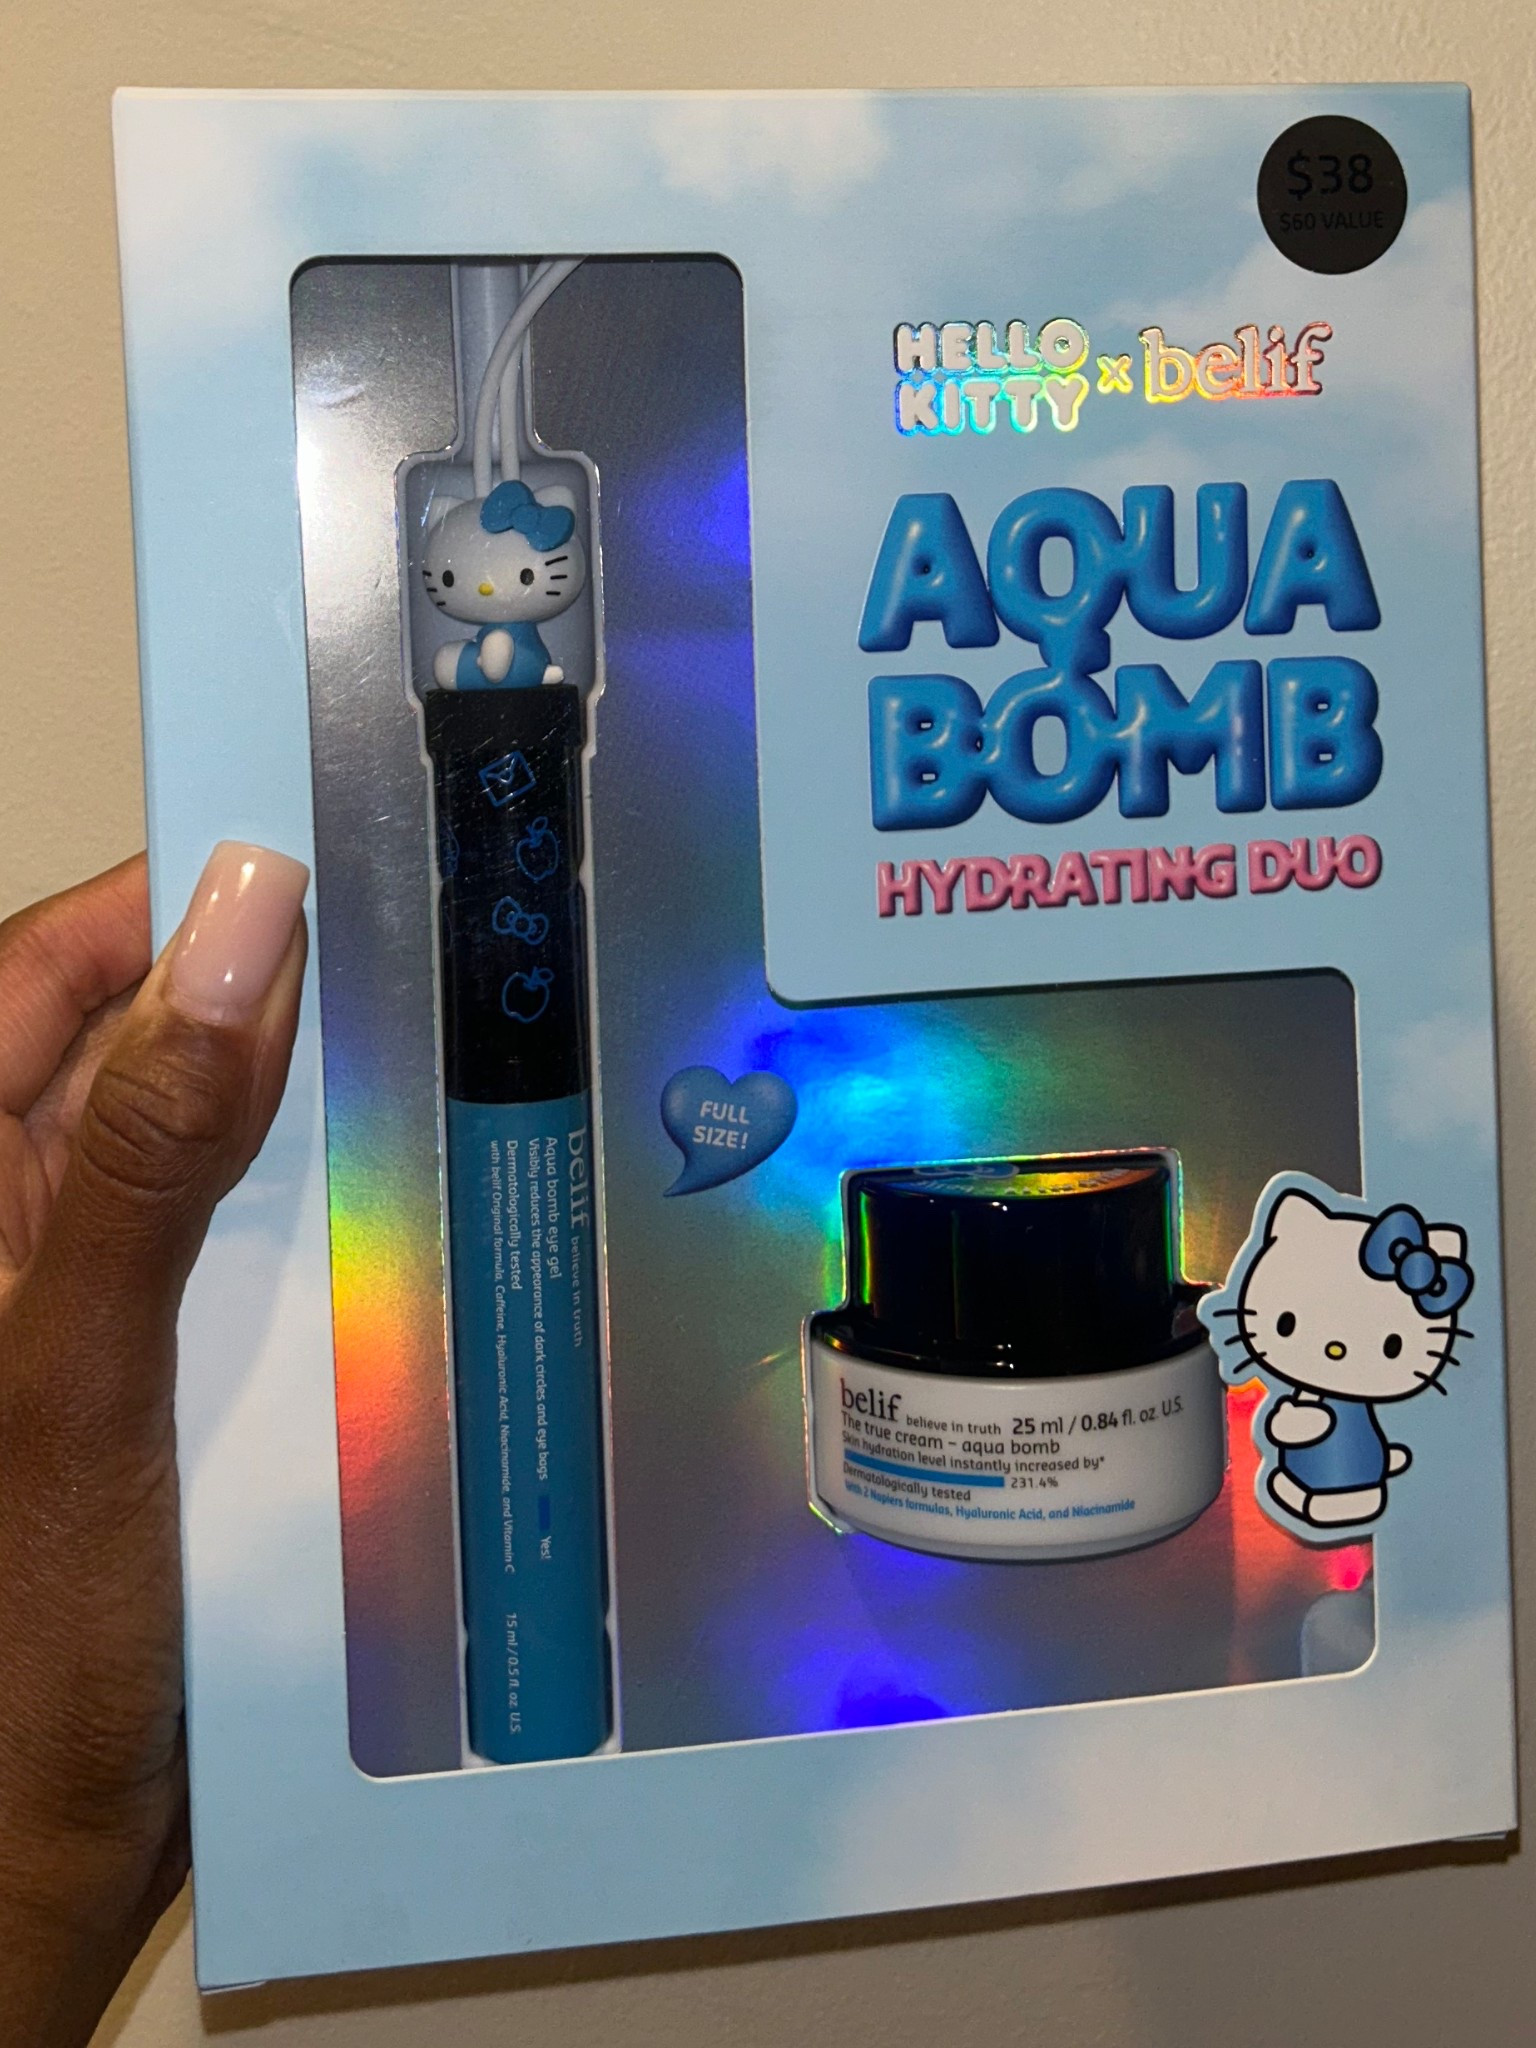 $38
$60 VALUE
HELLO
KITTY
x belif
AQUA
BOMB
HYDRATING DUO
FULL
SIZE!
belif believe in truth
Aqua bomb eye gel
Visibly reduces the appearance of dark circles and eye bags Yes!
Dermatologically tested
with belif Original formula, Caffeine, Hyaluronic Acid, Niacinamide, and Vitamin C
15 ml / 0.5 fl. oz. U.S.
belif believe in truth 25 ml / 0.84 fl. oz. U.S.
The true cream – aqua bomb
Skin hydration level instantly increased by*
231.4%
Dermatologically tested
with 2 Napiers formulas, Hyaluronic Acid, and Niacinamide